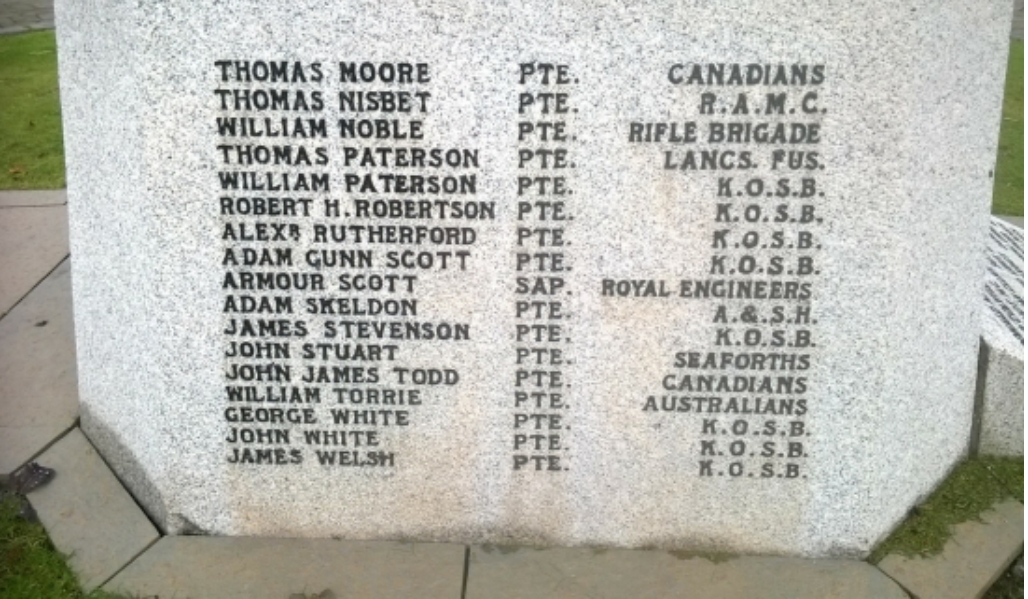 THOMAS MOORE PTE. CANADIANS
THOMAS NISBET PTE. R.A.M.C.
WILLIAM NOBLE PTE. RIFLE BRIGADE
THOMAS PATERSON PTE. LANCS. FUS.
WILLIAM PATERSON PTE. K.O.S.B.
ROBERT H. ROBERTSON PTE. K.O.S.B.
ALEXR RUTHERFORD PTE. K.O.S.B.
ADAM GUNN SCOTT PTE. K.O.S.B.
ARMOUR SCOTT SAP. ROYAL ENGINEERS
ADAM SKELDON PTE. A.&.S.H.
JAMES STEVENSON PTE. K.O.S.B.
JOHN STUART PTE. SEAFORTHS
JOHN JAMES TODD PTE. CANADIANS
WILLIAM TORRIE PTE. AUSTRALIANS
GEORGE WHITE PTE. K.O.S.B.
JOHN WHITE PTE. K.O.S.B.
JAMES WELSH PTE. K.O.S.B.